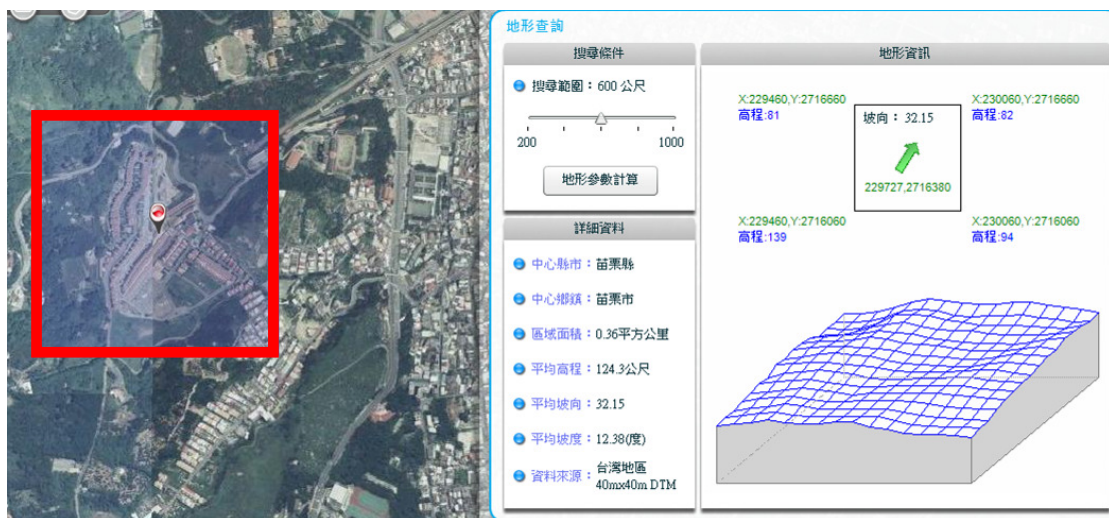 地形查詢
搜尋條件
搜尋範圍：600 公尺
200
1000
地形參數計算
詳細資料
中心縣市：苗栗縣
中心鄉鎮：苗栗市
區域面積：0.36平方公里
平均高程：124.3公尺
平均坡向：32.15
平均坡度：12.38(度)
資料來源：台灣地區
40mx40m DTM
地形資訊
X:229460,Y:2716660
高程:81
X:230060,Y:2716660
高程:82
坡向： 32.15
229727,2716380
X:229460,Y:2716060
高程:139
X:230060,Y:2716060
高程:94